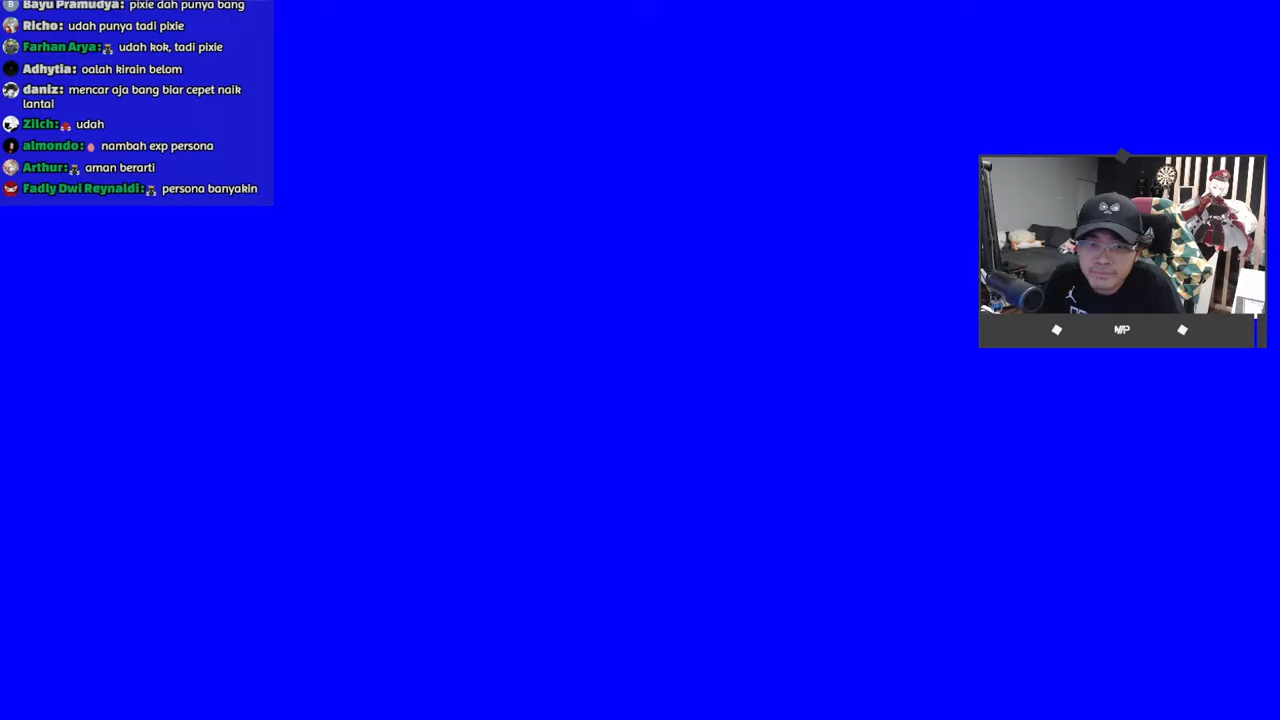 Bayu Pramudya: pixie dah punya bang
Richo: udah punya tadi pixie
Farhan Arya: udah kok, tadi pixie
Adhytia: oalah kirain belom
daniz: mencar aja bang biar cepet naik
lantai
Zilch: udah
almondo: nambah exp persona
Arthur: aman berarti
Fadly Dwi Reynaldi: persona banyakin